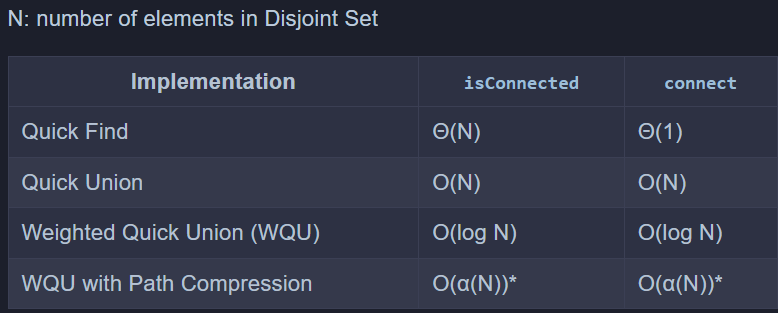 N: number of elements in Disjoint Set
Implementation isConnected connect
Quick Find Θ(N) Θ(1)
Quick Union O(N) O(N)
Weighted Quick Union (WQU) O(log N) O(log N)
WQU with Path Compression O(α(N))* O(α(N))*